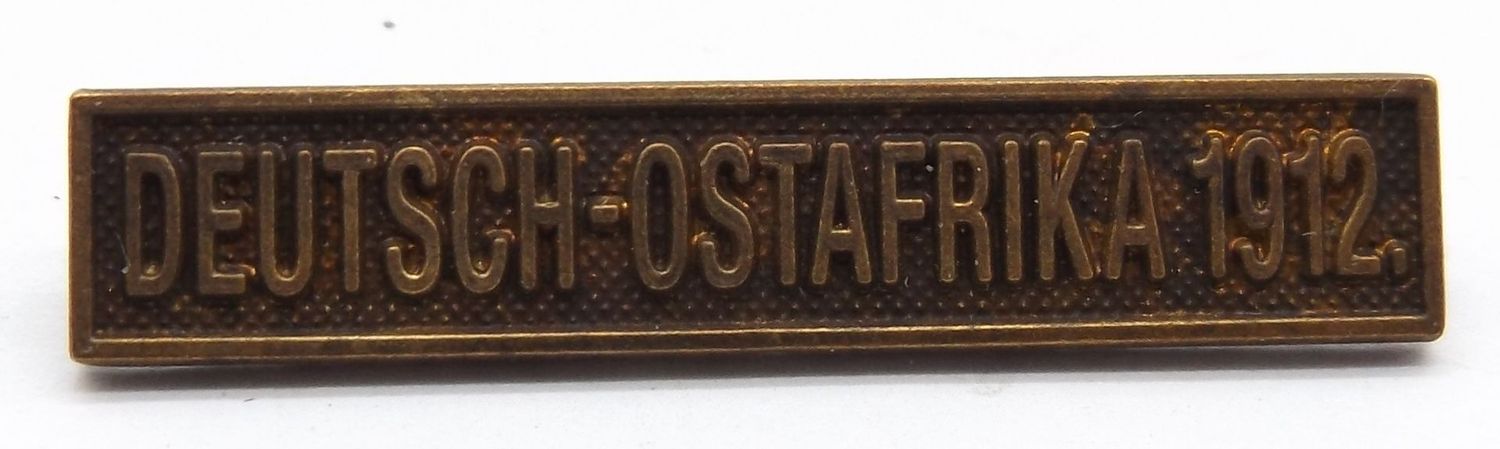 DEUTSCH-OSTAFRIKA 1912.